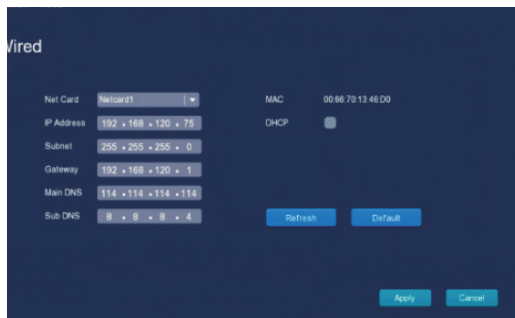 Wired
Net Card Netcard1 MAC 00:66:70:13:46:D0
IP Address 192 . 168 . 120 . 75 DHCP
Subnet 255 . 255 . 255 . 0
Gateway 192 . 168 . 120 . 1
Main DNS 114 . 114 . 114 . 114
Sub DNS 8 . 8 . 8 . 4 Refresh Default
Apply Cancel